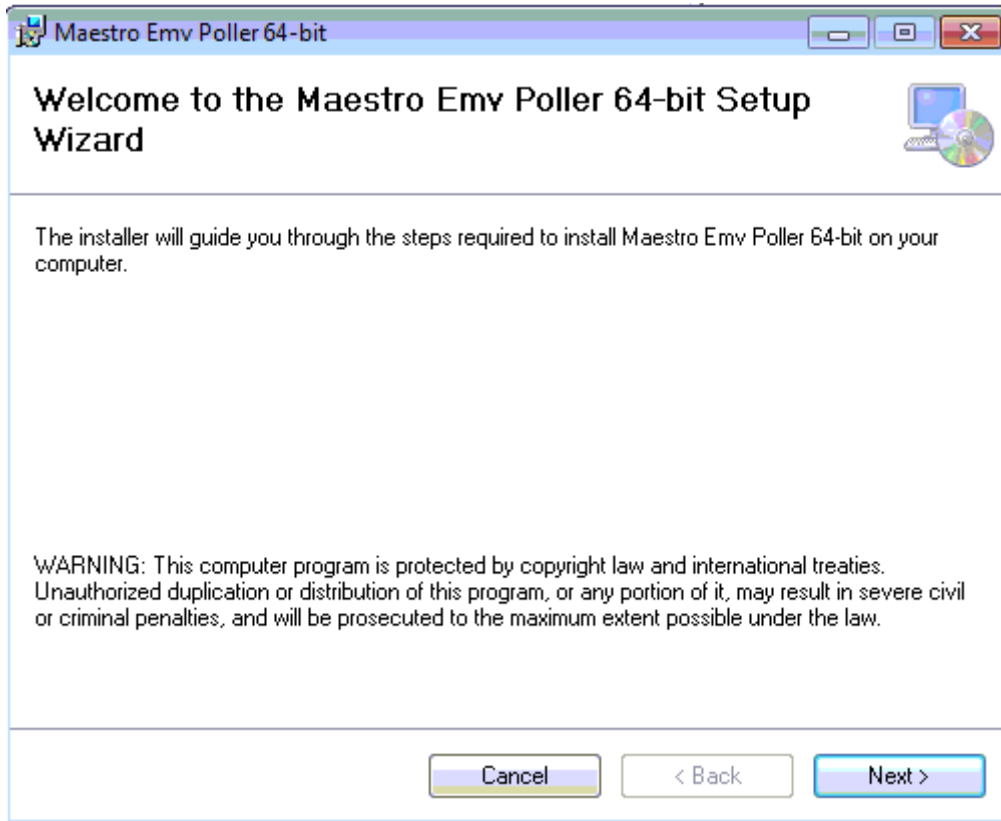 Maestro Emv Poller 64-bit
Welcome to the Maestro Emv Poller 64-bit Setup
Wizard
The installer will guide you through the steps required to install Maestro Emv Poller 64-bit on your
computer.
WARNING: This computer program is protected by copyright law and international treaties.
Unauthorized duplication or distribution of this program, or any portion of it, may result in severe civil
or criminal penalties, and will be prosecuted to the maximum extent possible under the law.
Cancel < Back Next >